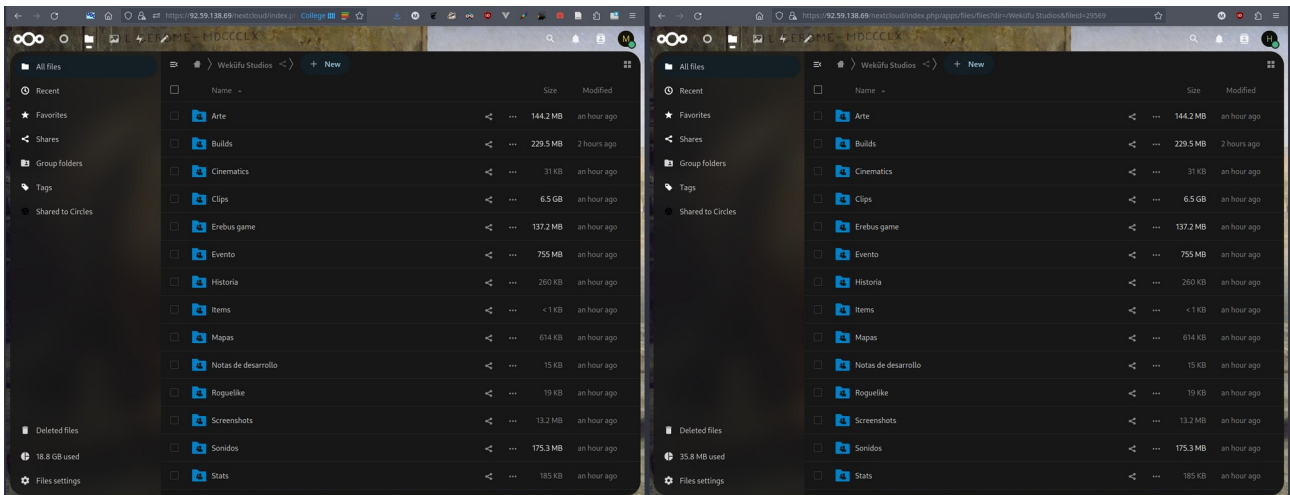 https://92.59.138.69/nextcloud/index.p College
L EROME - MDCCCLX
M
All files
Wekúfu Studios
+ New
Recent
Name
Size
Modified
Favorites
Arte
144.2 MB
an hour ago
Shares
Builds
229.5 MB
2 hours ago
Group folders
Cinematics
31 KB
an hour ago
Tags
Clips
6.5 GB
an hour ago
Shared to Circles
Erebus game
137.2 MB
an hour ago
Evento
755 MB
an hour ago
Historia
260 KB
an hour ago
Items
< 1 KB
an hour ago
Mapas
614 KB
an hour ago
Notas de desarrollo
15 KB
an hour ago
Roguelike
19 KB
an hour ago
Screenshots
13.2 MB
an hour ago
Deleted files
Sonidos
175.3 MB
an hour ago
18.8 GB used
Stats
185 KB
an hour ago
Files settings
https://92.59.138.69/nextcloud/index.php/apps/files/files?dir=/Wekúfu Studios&fileid=29569
L EROME - MDCCCLX
H
All files
Wekúfu Studios
+ New
Recent
Name
Size
Modified
Favorites
Arte
144.2 MB
an hour ago
Shares
Builds
229.5 MB
2 hours ago
Group folders
Cinematics
31 KB
an hour ago
Tags
Clips
6.5 GB
an hour ago
Shared to Circles
Erebus game
137.2 MB
an hour ago
Evento
755 MB
an hour ago
Historia
260 KB
an hour ago
Items
< 1 KB
an hour ago
Mapas
614 KB
an hour ago
Notas de desarrollo
15 KB
an hour ago
Roguelike
19 KB
an hour ago
Screenshots
13.2 MB
an hour ago
Deleted files
Sonidos
175.3 MB
an hour ago
35.8 MB used
Stats
185 KB
an hour ago
Files settings